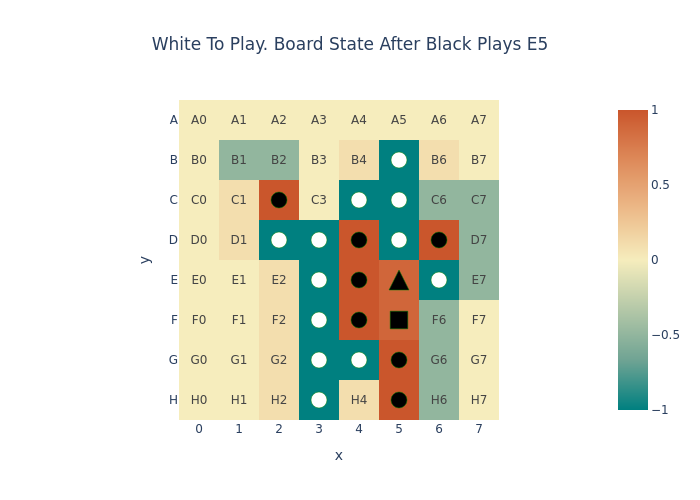 White To Play. Board State After Black Plays E5
A A0 A1 A2 A3 A4 A5 A6 A7
B B0 B1 B2 B3 B4 B6 B7
C C0 C1 C3 C6 C7
D D0 D1 D7
E E0 E1 E2 E7
F F0 F1 F2 F6 F7
G G0 G1 G2 G6 G7
H H0 H1 H2 H4 H6 H7
0 1 2 3 4 5 6 7
x
y
1
0.5
0
−0.5
−1